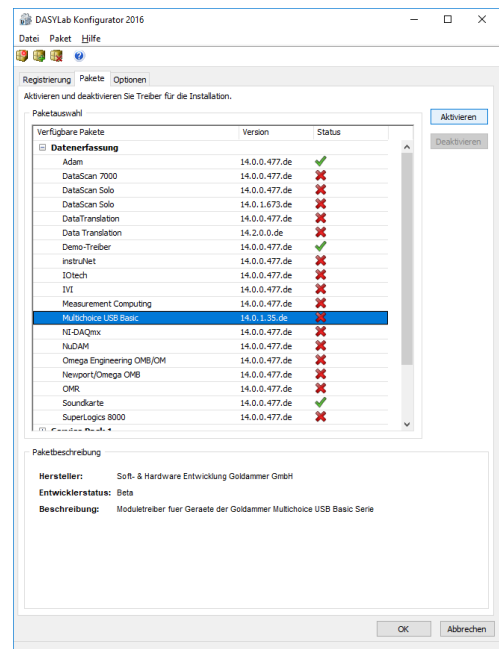 DASYLab Konfigurator 2016
Datei Paket Hilfe
Registrierung Pakete Optionen
Aktivieren und deaktivieren Sie Treiber für die Installation.
Paketauswahl
Aktivieren
Deaktivieren
Verfügbare Pakete Version Status
Datenerfassung
Adam 14.0.0.477.de
DataScan 7000 14.0.0.477.de
DataScan Solo 14.0.0.477.de
DataScan Solo 14.0.1.673.de
DataTranslation 14.0.0.477.de
Data Translation 14.2.0.0.de
Demo-Treiber 14.0.0.477.de
instruNet 14.0.0.477.de
IOtech 14.0.0.477.de
IVI 14.0.0.477.de
Measurement Computing 14.0.0.477.de
Multichoice USB Basic 14.0.1.35.de
NI-DAQmx 14.0.0.477.de
NuDAM 14.0.0.477.de
Omega Engineering OMB/OM 14.0.0.477.de
Newport/Omega OMB 14.0.0.477.de
OMR 14.0.0.477.de
Soundkarte 14.0.0.477.de
SuperLogics 8000 14.0.0.477.de
Service Pack 1
Paketbeschreibung
Hersteller: Soft- & Hardware Entwicklung Goldammer GmbH
Entwicklerstatus: Beta
Beschreibung: Moduletreiber fuer Geraete der Goldammer Multichoice USB Basic Serie
OK Abbrechen